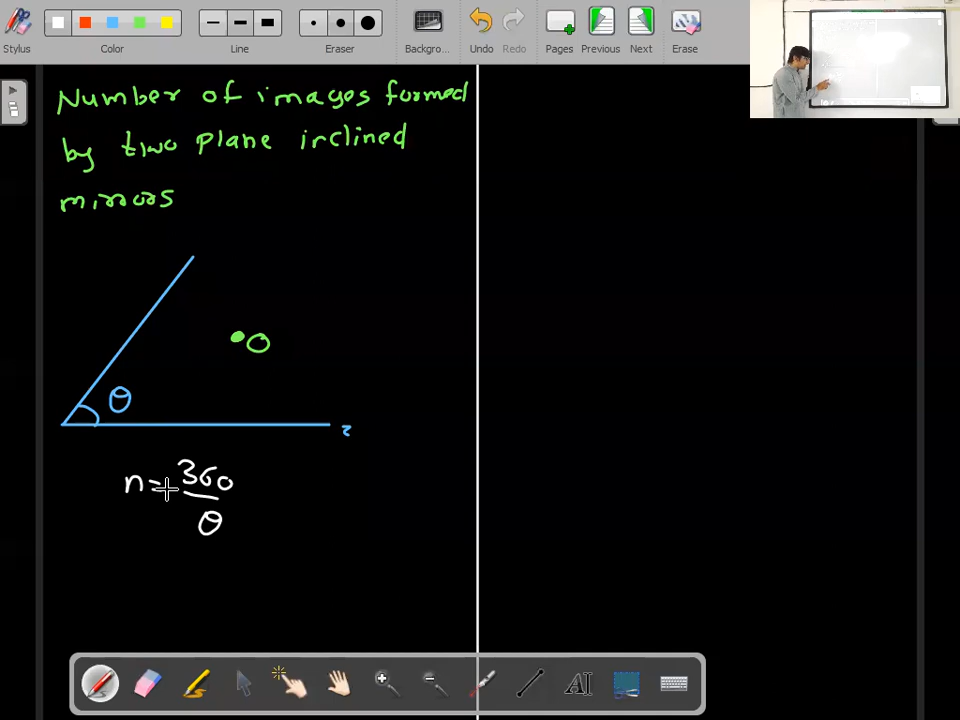 Stylus
Color
Line
Eraser
Backgro...
Undo
Redo
Pages
Previous
Next
Erase
Number of images formed
by two plane inclined
mirrors
O
θ
n = 360
θ
AI